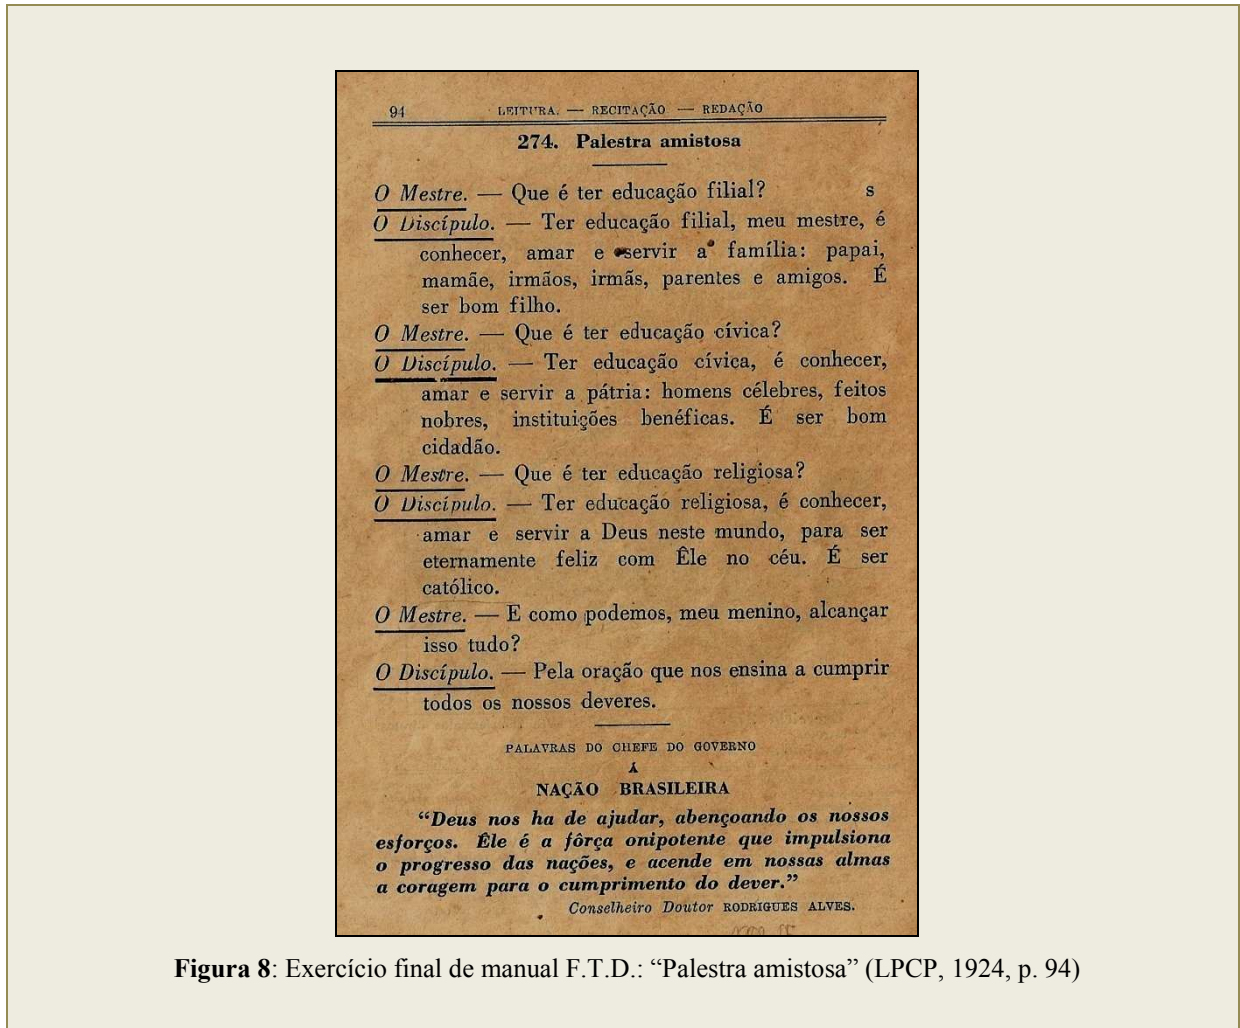 94 LEITURA. — RECITAÇÃO — REDAÇÃO
274. Palestra amistosa
O Mestre. — Que é ter educação filial? s
O Discípulo. — Ter educação filial, meu mestre, é
conhecer, amar e servir a família: papai,
mamãe, irmãos, irmãs, parentes e amigos. É
ser bom filho.
O Mestre. — Que é ter educação cívica?
O Discípulo. — Ter educação cívica, é conhecer,
amar e servir a pátria: homens célebres, feitos
nobres, instituições benéficas. É ser bom
cidadão.
O Mestre. — Que é ter educação religiosa?
O Discípulo. — Ter educação religiosa, é conhecer,
amar e servir a Deus neste mundo, para ser
eternamente feliz com Êle no céu. É ser
católico.
O Mestre. — E como podemos, meu menino, alcançar
isso tudo?
O Discípulo. — Pela oração que nos ensina a cumprir
todos os nossos deveres.
PALAVRAS DO CHEFE DO GOVERNO
Á
NAÇÃO BRASILEIRA
“Deus nos ha de ajudar, abençoando os nossos
esforços. Êle é a fôrça onipotente que impulsiona
o progresso das nações, e acende em nossas almas
a coragem para o cumprimento do dever.”
Conselheiro Doutor RODRIGUES ALVES.
Figura 8: Exercício final de manual F.T.D.: “Palestra amistosa” (LPCP, 1924, p. 94)